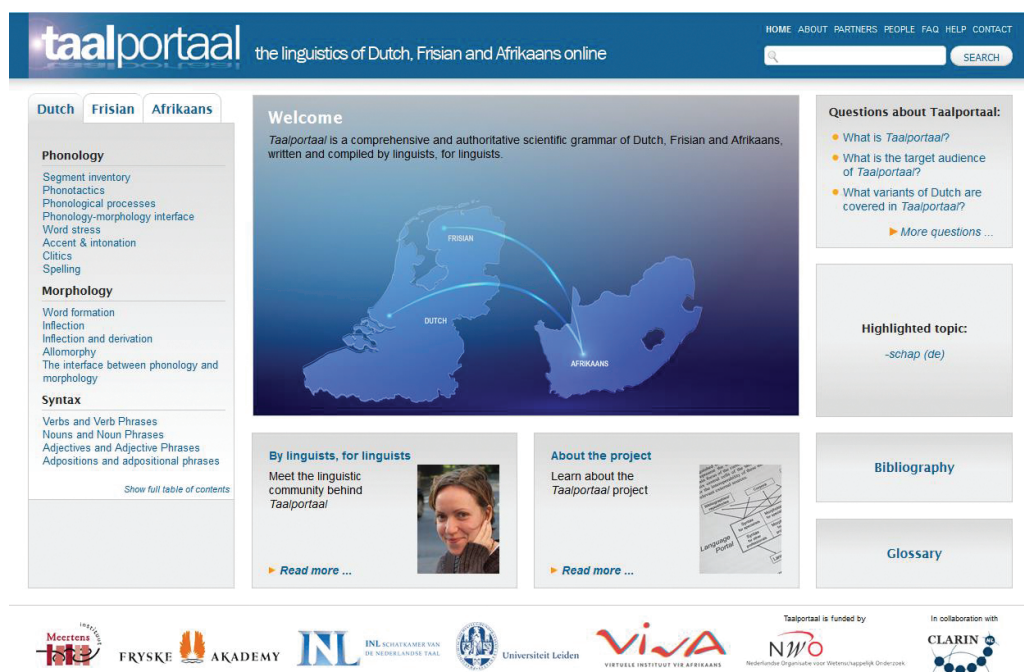 taalportaal
the linguistics of Dutch, Frisian and Afrikaans online
HOME ABOUT PARTNERS PEOPLE FAQ HELP CONTACT
SEARCH
Dutch Frisian Afrikaans
Phonology
Segment inventory
Phonotactics
Phonological processes
Phonology-morphology interface
Word stress
Accent & intonation
Clitics
Spelling
Morphology
Word formation
Inflection
Inflection and derivation
Allomorphy
The interface between phonology and
morphology
Syntax
Verbs and Verb Phrases
Nouns and Noun Phrases
Adjectives and Adjective Phrases
Adpositions and adpositional phrases
Show full table of contents
Welcome
Taalportaal is a comprehensive and authoritative scientific grammar of Dutch, Frisian and Afrikaans,
written and compiled by linguists, for linguists.
FRISIAN
DUTCH
AFRIKAANS
By linguists, for linguists
Meet the linguistic
community behind
Taalportaal
Read more ...
About the project
Learn about the
Taalportaal project
Language
Portal
Read more ...
Questions about Taalportaal:
What is Taalportaal?
What is the target audience
of Taalportaal?
What variants of Dutch are
covered in Taalportaal?
More questions ...
Highlighted topic:
-schap (de)
Bibliography
Glossary
Meertens
instituut
FRYSKE AKADEMY
INL
INL SCHATKAMER VAN
DE NEDERLANDSE TAAL
Universiteit Leiden
ViVA
VIRTUELE INSTITUUT VIR AFRIKAANS
Taalportaal is funded by
NWO
Nederlandse Organisatie voor Wetenschappelijk Onderzoek
In collaboration with
CLARIN NL